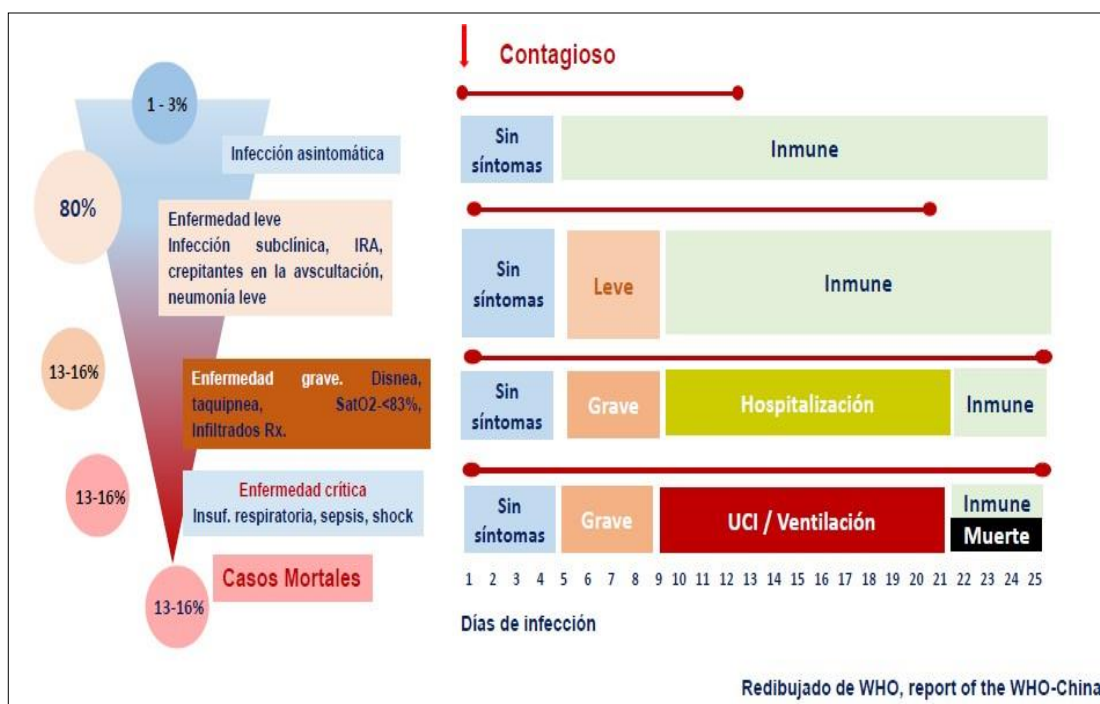 Contagioso
1 - 3%
Infección asintomática
80%
Enfermedad leve
Infección subclínica, IRA,
crepitantes en la avscultación,
neumonía leve
13-16%
Enfermedad grave. Disnea,
taquipnea, SatO2-<83%,
Infiltrados Rx.
13-16%
Enfermedad crítica
Insuf. respiratoria, sepsis, shock
Casos Mortales
13-16%
Sin
síntomas
Inmune
Sin
síntomas
Leve
Inmune
Sin
síntomas
Grave
Hospitalización
Inmune
Sin
síntomas
Grave
UCI / Ventilación
Inmune
Muerte
1 2 3 4 5 6 7 8 9 10 11 12 13 14 15 16 17 18 19 20 21 22 23 24 25
Días de infección
Redibujado de WHO, report of the WHO-China